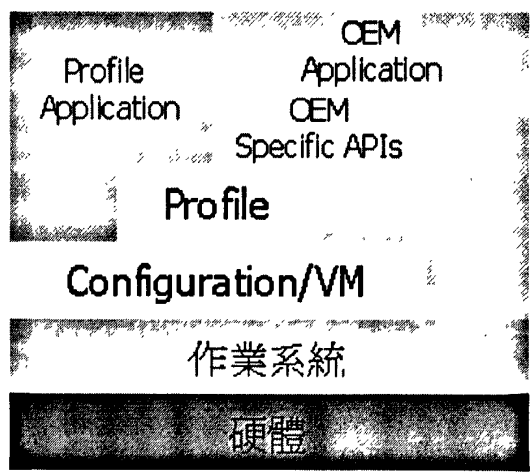 Profile
Application
OEM
Application
OEM
Specific APIs
Profile
Configuration/VM
作業系統
硬體